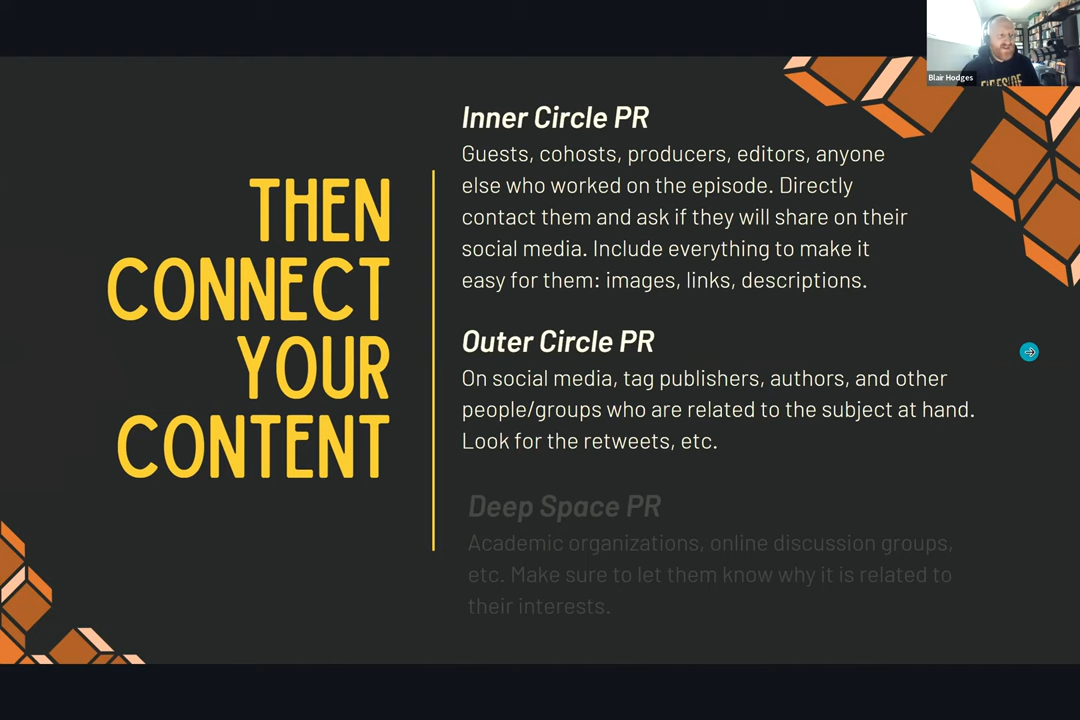 Blair Hodges
FIRESIDE
THEN
CONNECT
YOUR
CONTENT
Inner Circle PR
Guests, cohosts, producers, editors, anyone
else who worked on the episode. Directly
contact them and ask if they will share on their
social media. Include everything to make it
easy for them: images, links, descriptions.
Outer Circle PR
On social media, tag publishers, authors, and other
people/groups who are related to the subject at hand.
Look for the retweets, etc.
Deep Space PR
Academic organizations, online discussion groups,
etc. Make sure to let them know why it is related to
their interests.